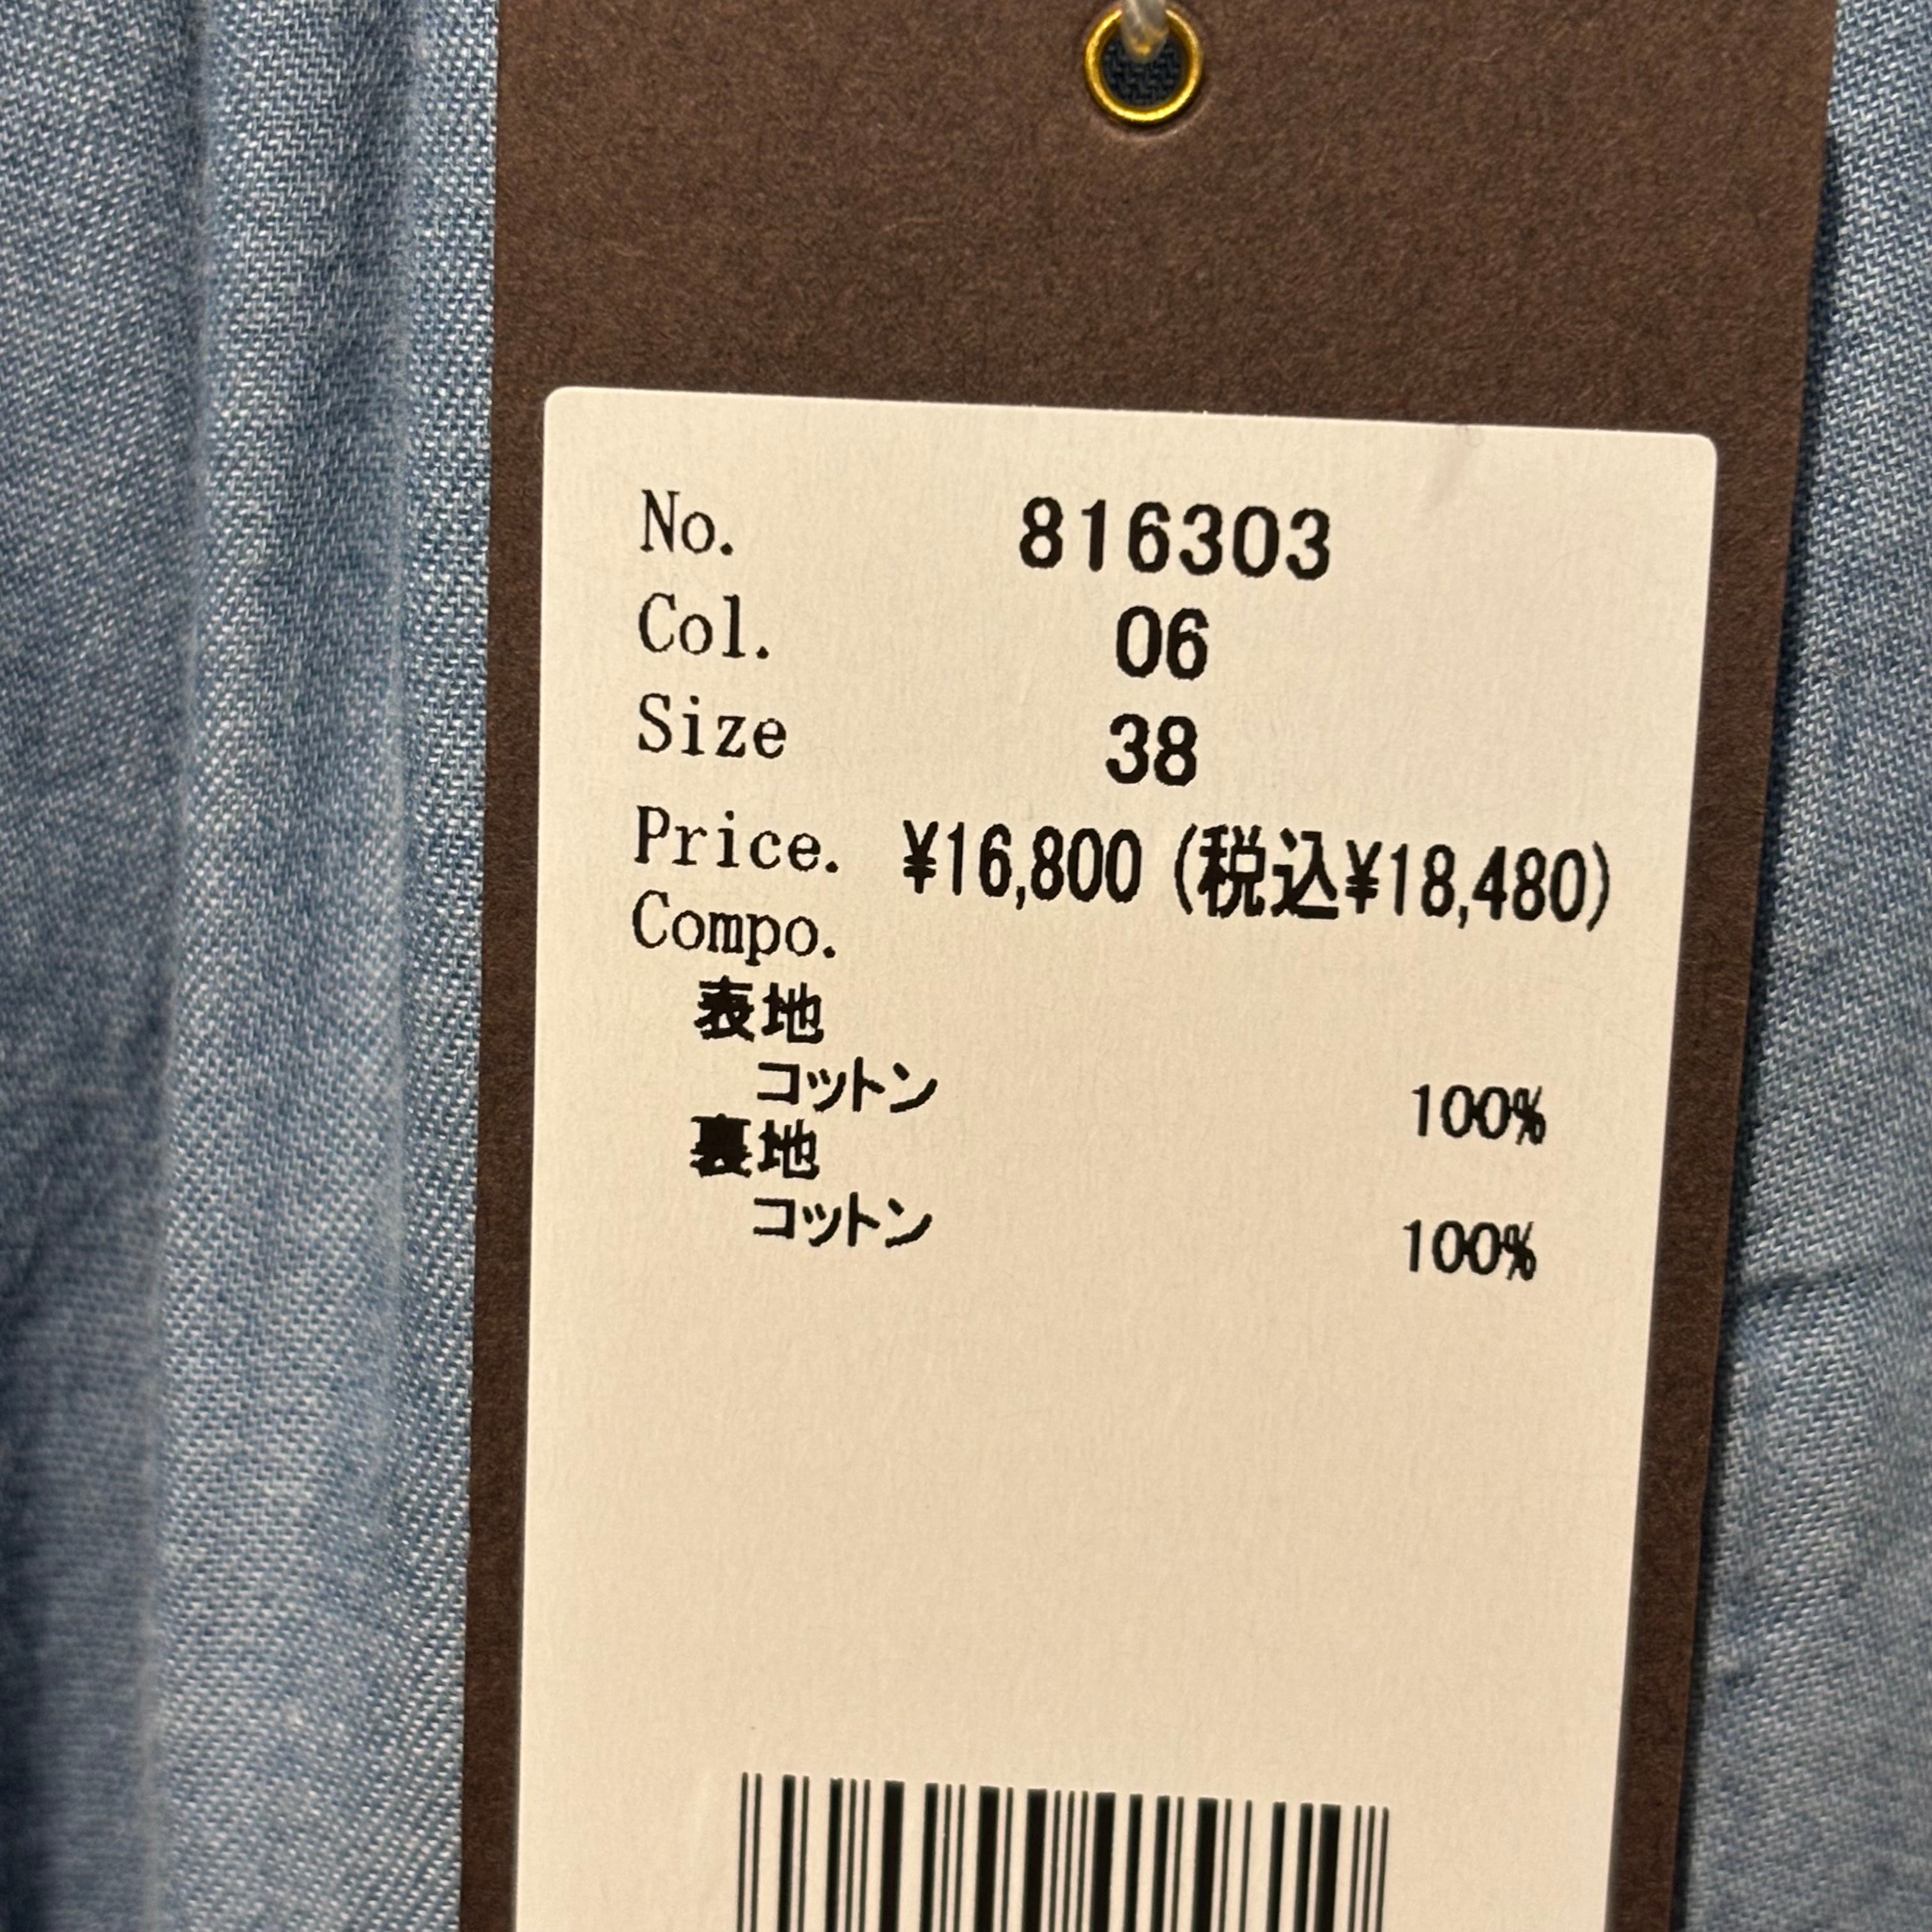 No. 816303
Col. 06
Size 38
Price. ¥16,800 (税込¥18,480)
Compo.
表地
コットン 100%
裏地
コットン 100%